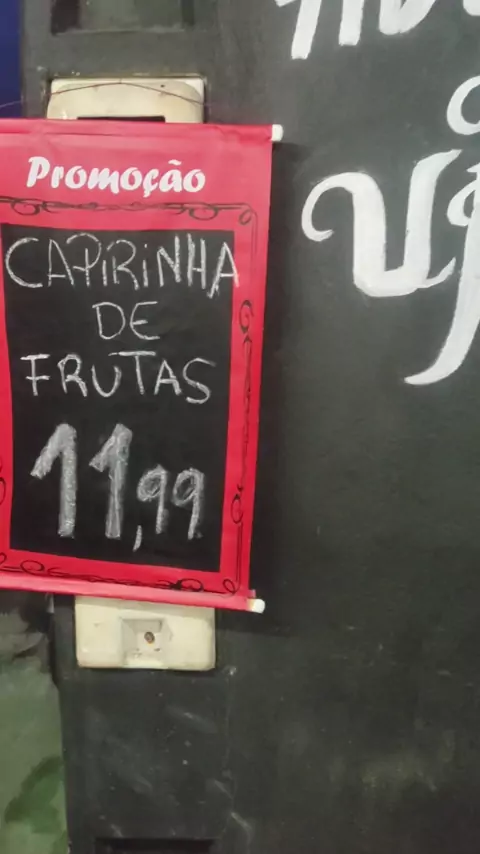 Promoção
CAPIRINHA
DE
FRUTAS
11,99